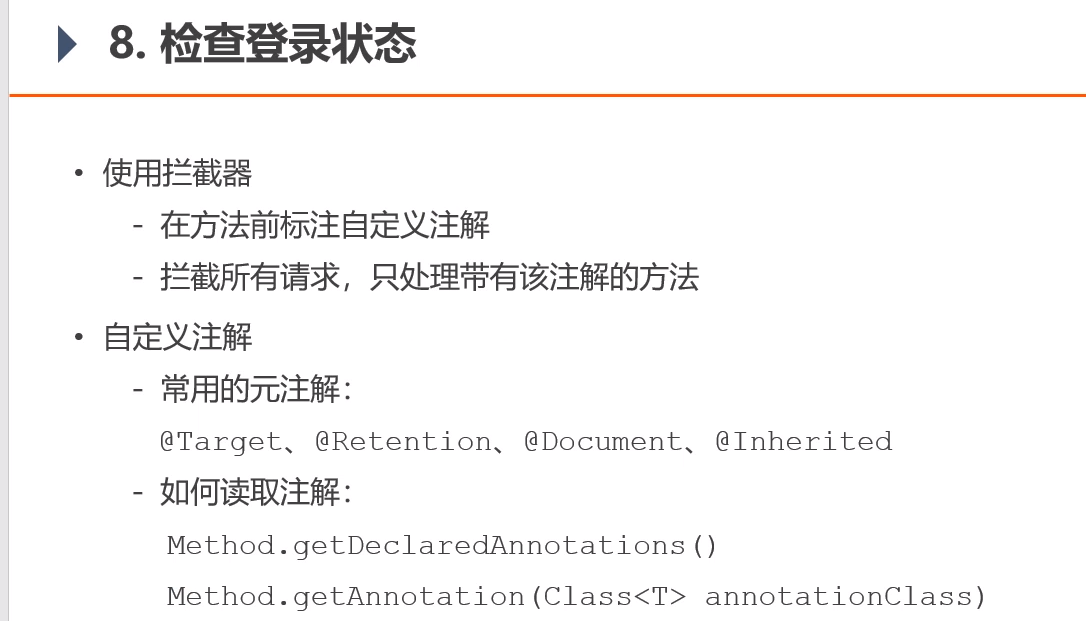 8. 检查登录状态
• 使用拦截器
- 在方法前标注自定义注解
- 拦截所有请求，只处理带有该注解的方法
• 自定义注解
- 常用的元注解：
@Target、@Retention、@Document、@Inherited
- 如何读取注解：
Method.getDeclaredAnnotations()
Method.getAnnotation(Class<T> annotationClass)